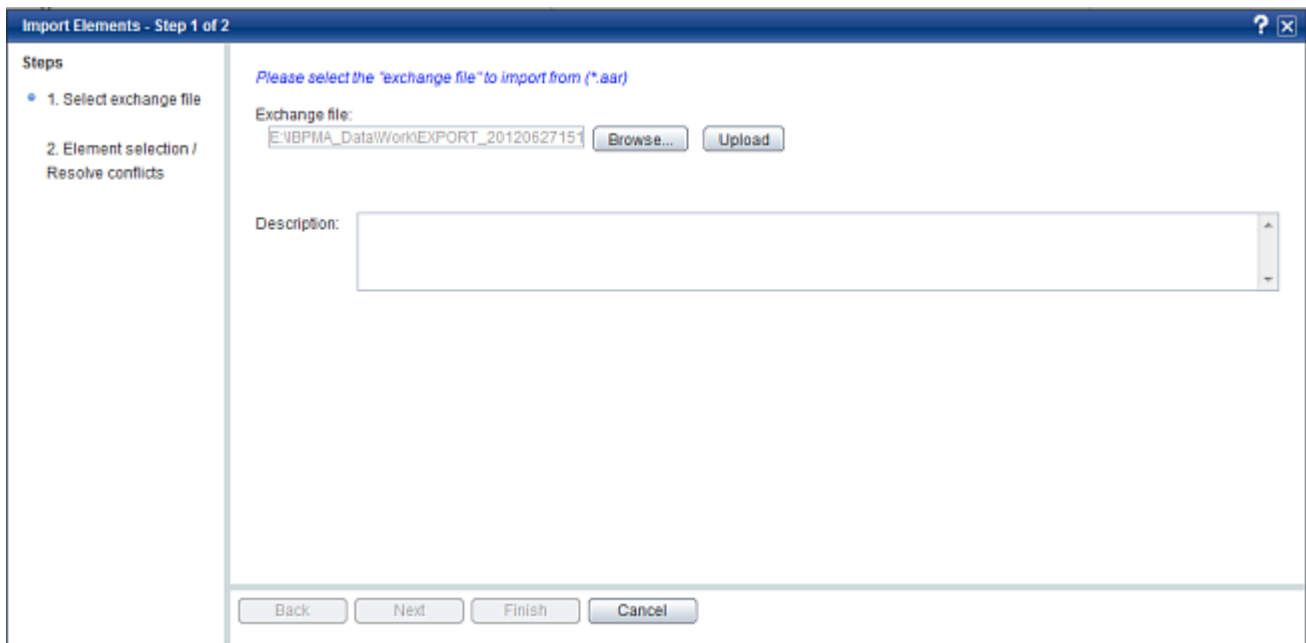 Import Elements - Step 1 of 2
?
Steps
1. Select exchange file
2. Element selection /
Resolve conflicts
Please select the "exchange file" to import from (*.aar)
Exchange file:
E:\IBPMA_Data\Work\EXPORT_20120627151 Browse... Upload
Description:
Back Next Finish Cancel